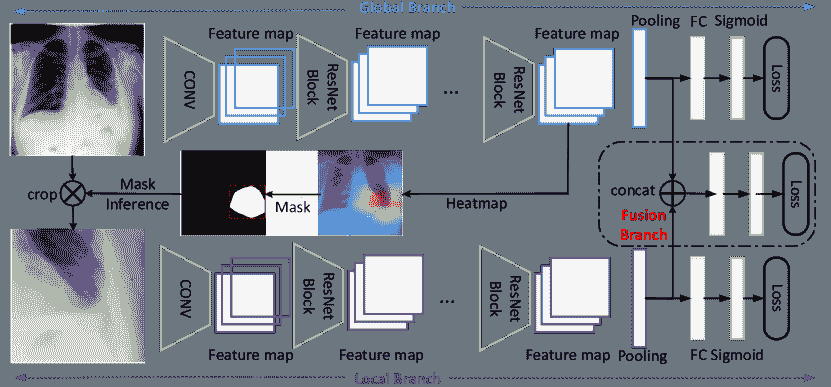 Global Branch
Feature map
Feature map
Feature map
Pooling
FC
Sigmoid
CONV
ResNet
Block
...
ResNet
Block
Loss
crop
Mask
Inference
Mask
Heatmap
concat
Fusion
Branch
Loss
CONV
ResNet
Block
...
ResNet
Block
Loss
Feature map
Feature map
Feature map
Pooling
FC
Sigmoid
Local Branch